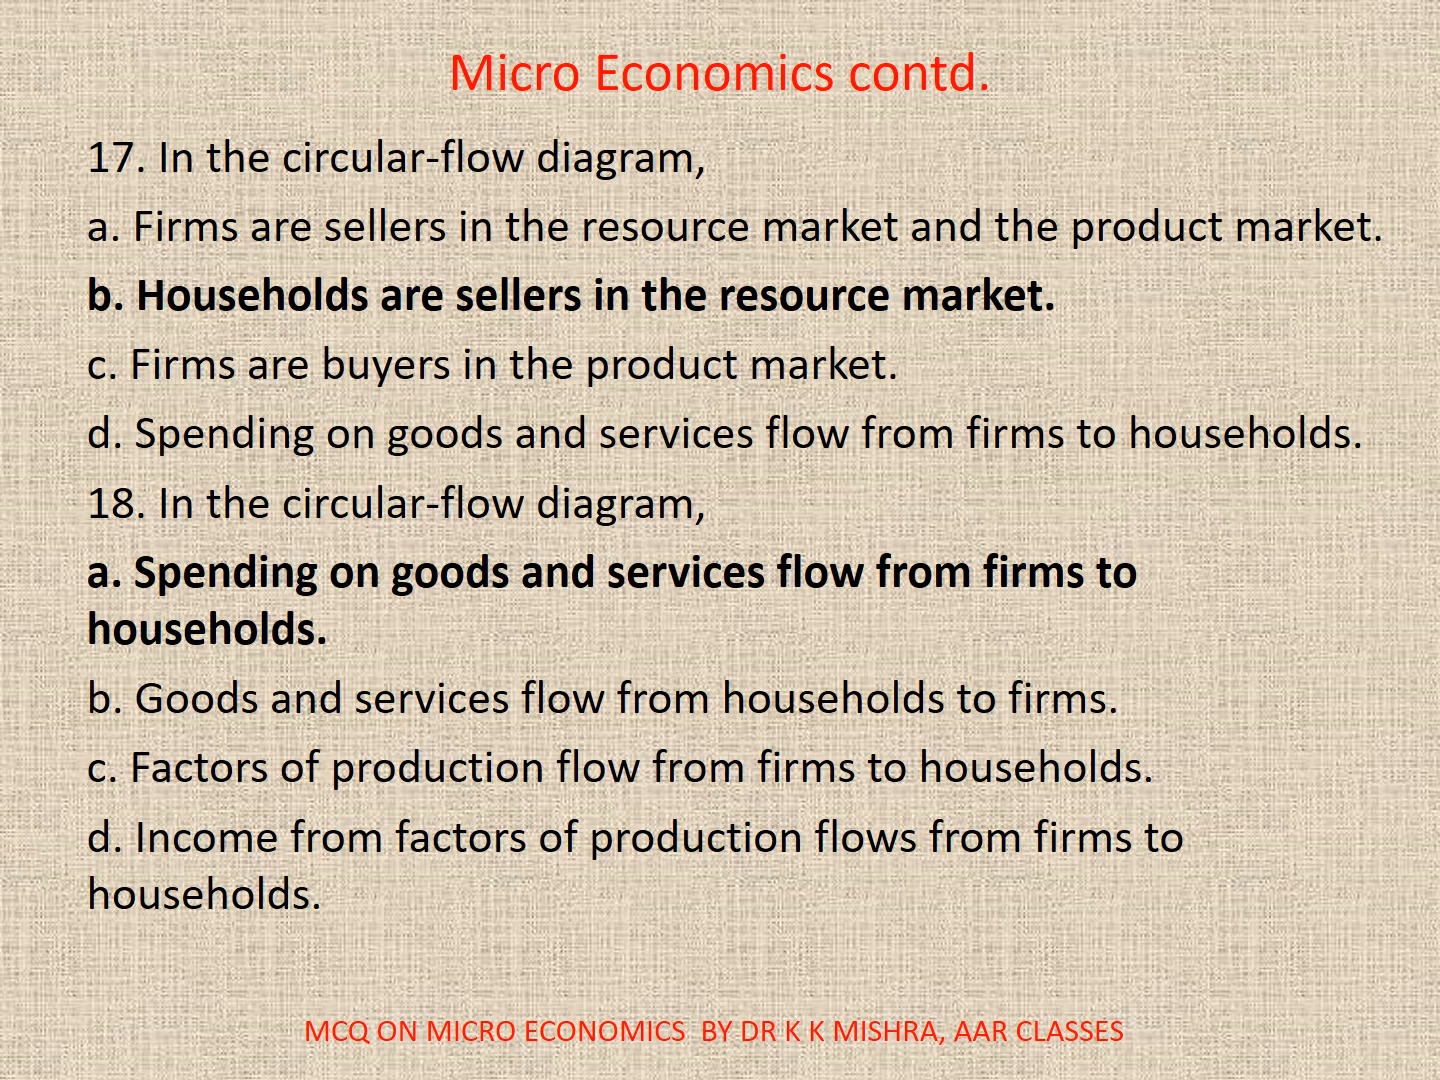 Micro Economics contd.
17. In the circular-flow diagram,
a. Firms are sellers in the resource market and the product market.
b. Households are sellers in the resource market.
c. Firms are buyers in the product market.
d. Spending on goods and services flow from firms to households.
18. In the circular-flow diagram,
a. Spending on goods and services flow from firms to
households.
b. Goods and services flow from households to firms.
c. Factors of production flow from firms to households.
d. Income from factors of production flows from firms to
households.
MCQ ON MICRO ECONOMICS  BY DR K K MISHRA, AAR CLASSES